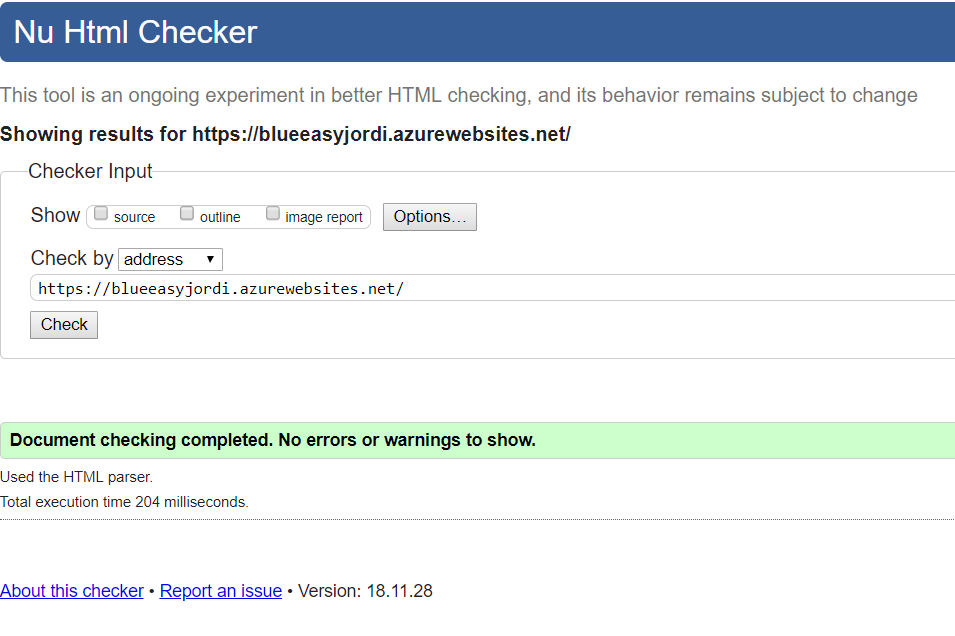 Nu Html Checker
This tool is an ongoing experiment in better HTML checking, and its behavior remains subject to change
Showing results for https://blueeasyjordi.azurewebsites.net/
Checker Input
Show source outline image report Options...
Check by address
https://blueeasyjordi.azurewebsites.net/
Check
Document checking completed. No errors or warnings to show.
Used the HTML parser.
Total execution time 204 milliseconds.
About this checker • Report an issue • Version: 18.11.28